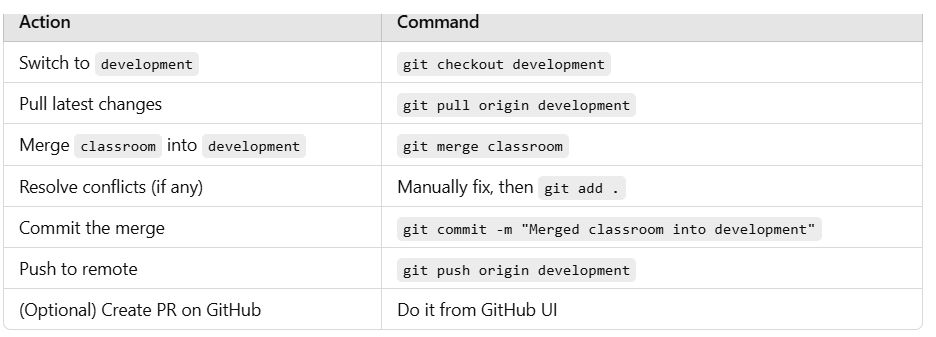 Action Command
Switch to development git checkout development
Pull latest changes git pull origin development
Merge classroom into development git merge classroom
Resolve conflicts (if any) Manually fix, then git add .
Commit the merge git commit -m "Merged classroom into development"
Push to remote git push origin development
(Optional) Create PR on GitHub Do it from GitHub UI